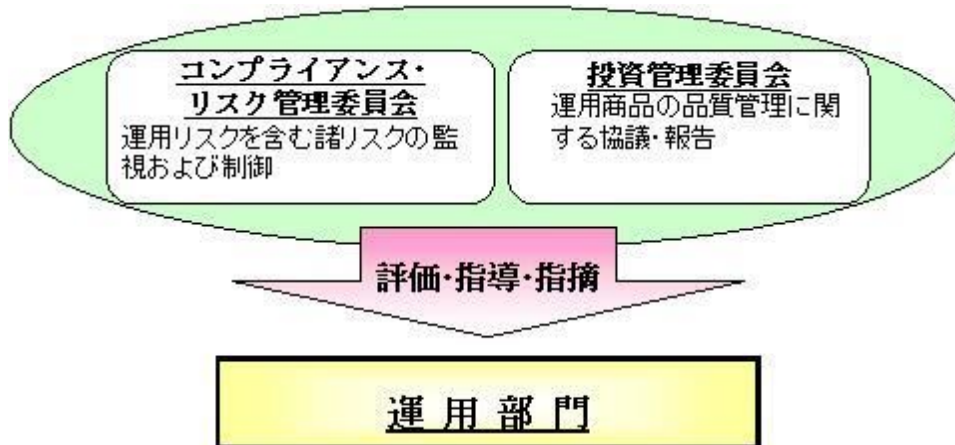 コンプライアンス・
リスク管理委員会
運用リスクを含む諸リスクの監
視および制御
投資管理委員会
運用商品の品質管理に関
する協議・報告
評価・指導・指摘
運 用 部 門